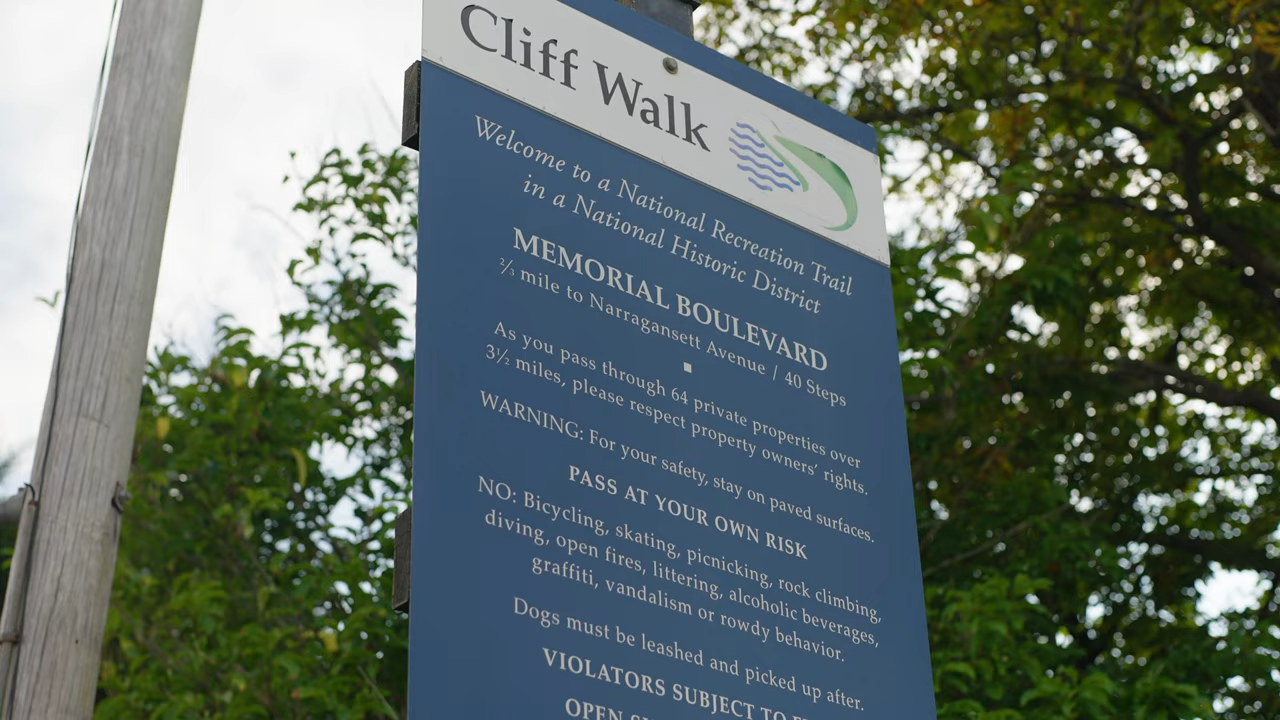 Cliff Walk
Welcome to a National Recreation Trail
in a National Historic District
MEMORIAL BOULEVARD
⅔ mile to Narragansett Avenue / 40 Steps
As you pass through 64 private properties over
3½ miles, please respect property owners' rights.
WARNING: For your safety, stay on paved surfaces.
PASS AT YOUR OWN RISK
NO: Bicycling, skating, picnicking, rock climbing,
diving, open fires, littering, alcoholic beverages,
graffiti, vandalism or rowdy behavior.
Dogs must be leashed and picked up after.
VIOLATORS SUBJECT TO
OPEN